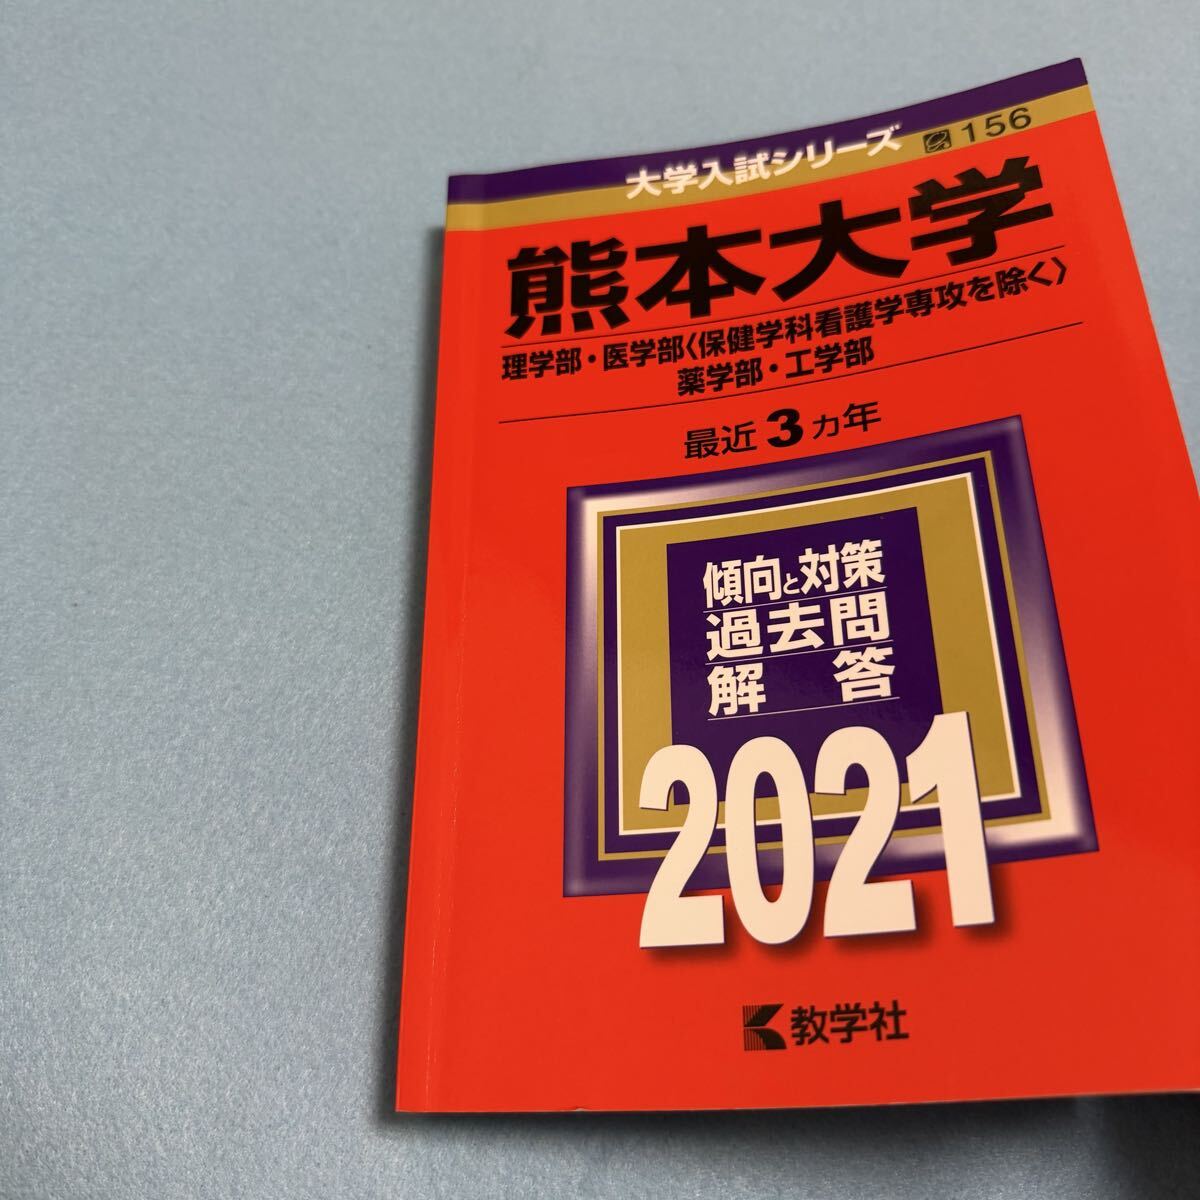 大学入試シリーズ 156
熊本大学
理学部・医学部〈保健学科看護学専攻を除く〉
薬学部・工学部
最近3ヵ年
傾向と対策
過去問
解答
2021
教学社